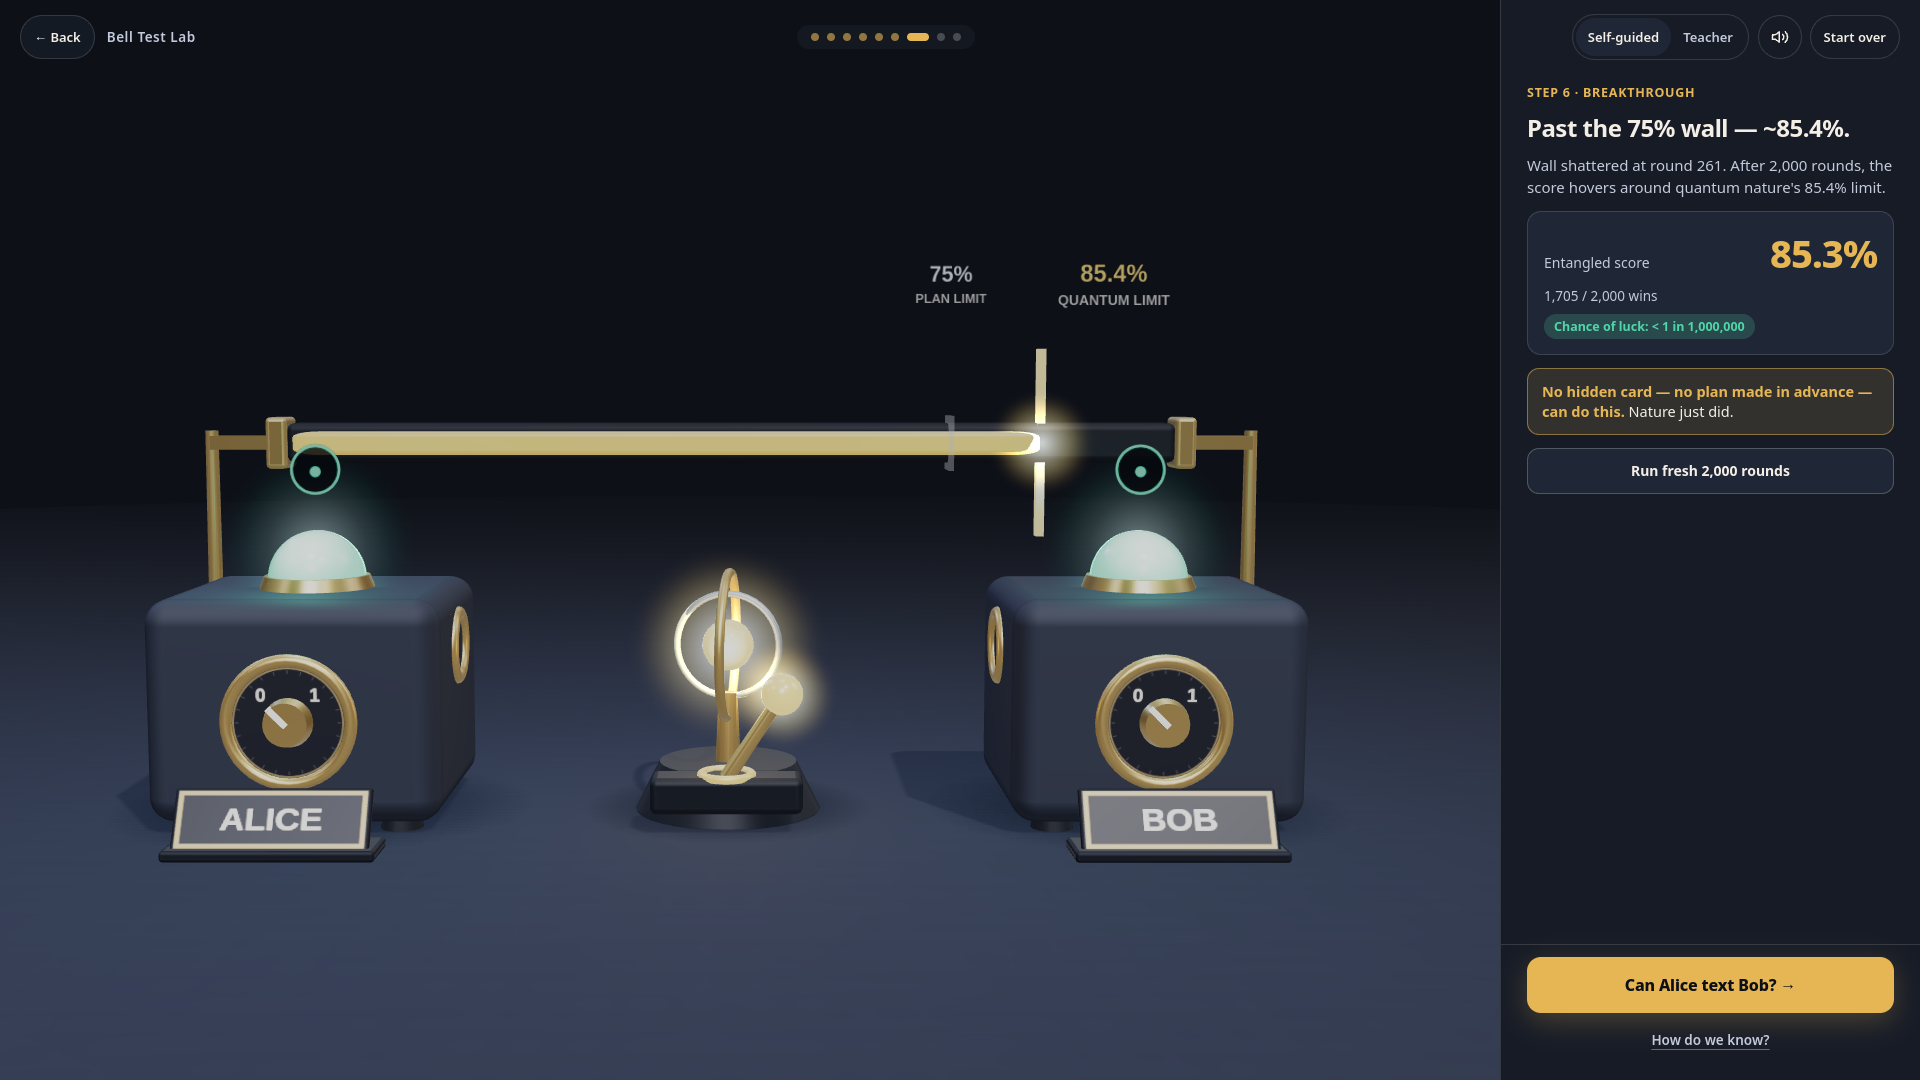 ← Back
Bell Test Lab
Self-guided
Teacher
Start over
75%
PLAN LIMIT
85.4%
QUANTUM LIMIT
0
1
ALICE
0
1
BOB
STEP 6 · BREAKTHROUGH
Past the 75% wall — ~85.4%.
Wall shattered at round 261. After 2,000 rounds, the
score hovers around quantum nature's 85.4% limit.
Entangled score
85.3%
1,705 / 2,000 wins
Chance of luck: < 1 in 1,000,000
No hidden card — no plan made in advance —
can do this. Nature just did.
Run fresh 2,000 rounds
Can Alice text Bob? →
How do we know?